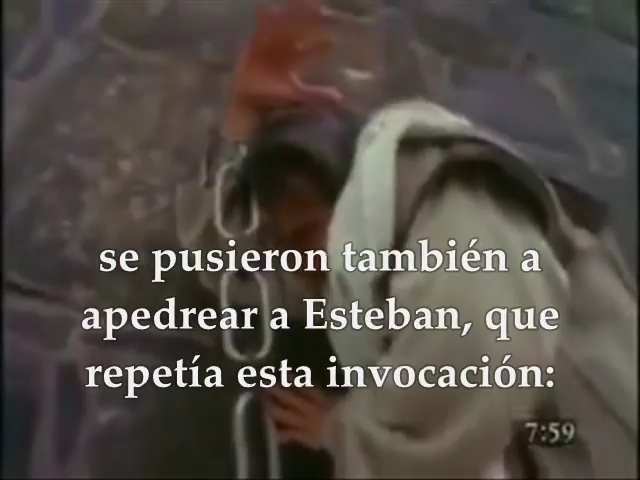 se pusieron también a
apedrear a Esteban, que
repetía esta invocación:
7:59